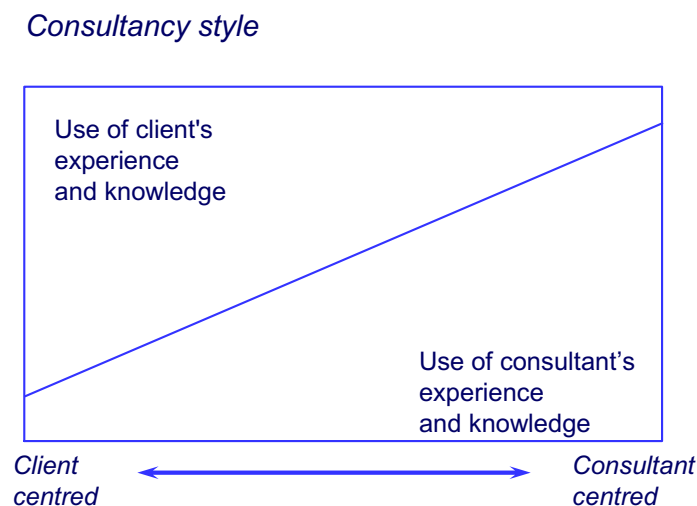 Consultancy style
Use of client's
experience
and knowledge
Use of consultant’s
experience
and knowledge
Client
centred
Consultant
centred